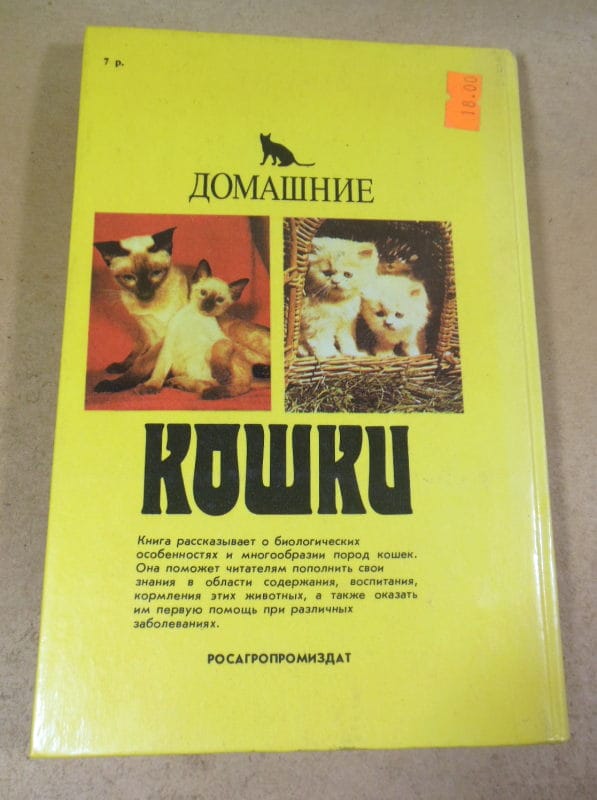 7 р.
18.00
ДОМАШНИЕ
КОШКИ
Книга рассказывает о биологических
особенностях и многообразии пород кошек.
Она поможет читателям пополнить свои
знания в области содержания, воспитания,
кормления этих животных, а также оказать
им первую помощь при различных
заболеваниях.
РОСАГРОПРОМИЗДАТ